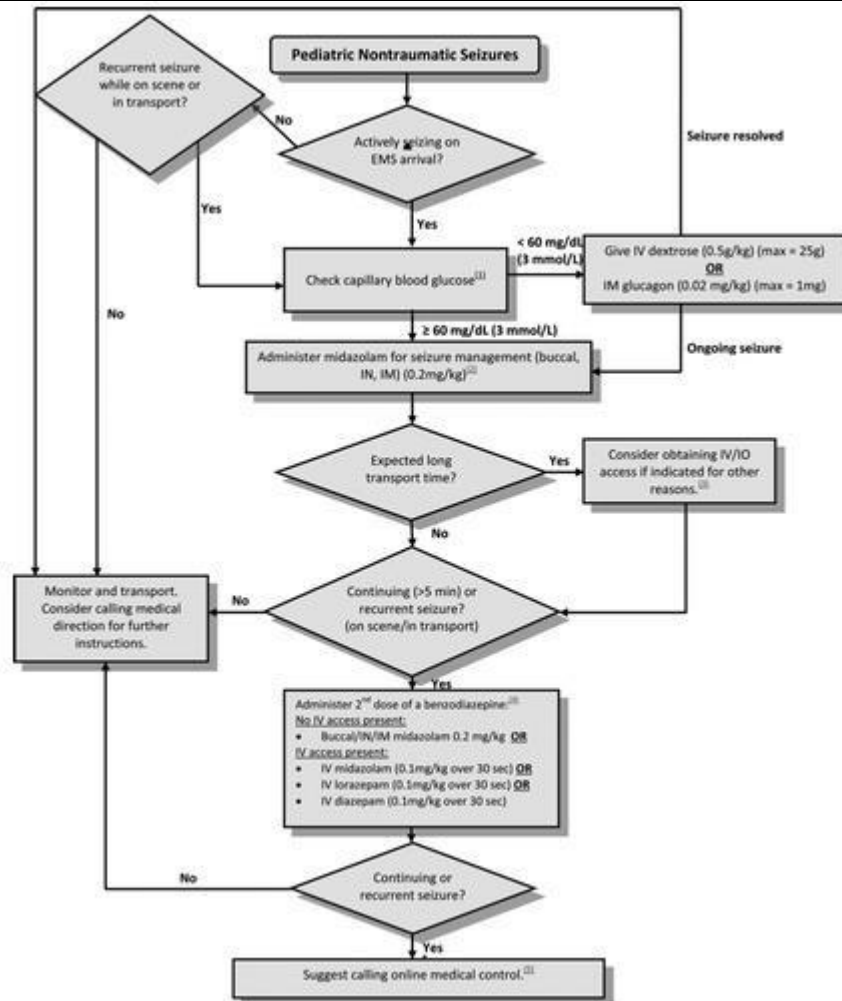 Pediatric Nontraumatic Seizures
Recurrent seizure
while on scene or
in transport?
No
Actively seizing on
EMS arrival?
Seizure resolved
Yes
Yes
< 60 mg/dL
(3 mmol/L)
Check capillary blood glucose(1)
Give IV dextrose (0.5g/kg) (max = 25g)
OR
IM glucagon (0.02 mg/kg) (max = 1mg)
No
≥ 60 mg/dL (3 mmol/L)
Ongoing seizure
Administer midazolam for seizure management (buccal,
IN, IM) (0.2mg/kg)(2)
Expected long
transport time?
Yes
Consider obtaining IV/IO
access if indicated for other
reasons.
No
Monitor and transport.
Consider calling medical
direction for further
instructions.
No
Continuing (>5 min) or
recurrent seizure?
(on scene/in transport)
Yes
Administer 2nd dose of a benzodiazepine:
No IV access present:
• Buccal/IN/IM midazolam 0.2 mg/kg OR
IV access present:
• IV midazolam (0.1mg/kg over 30 sec) OR
• IV lorazepam (0.1mg/kg over 30 sec) OR
• IV diazepam (0.1mg/kg over 30 sec)
No
Continuing or
recurrent seizure?
Yes
Suggest calling online medical control.